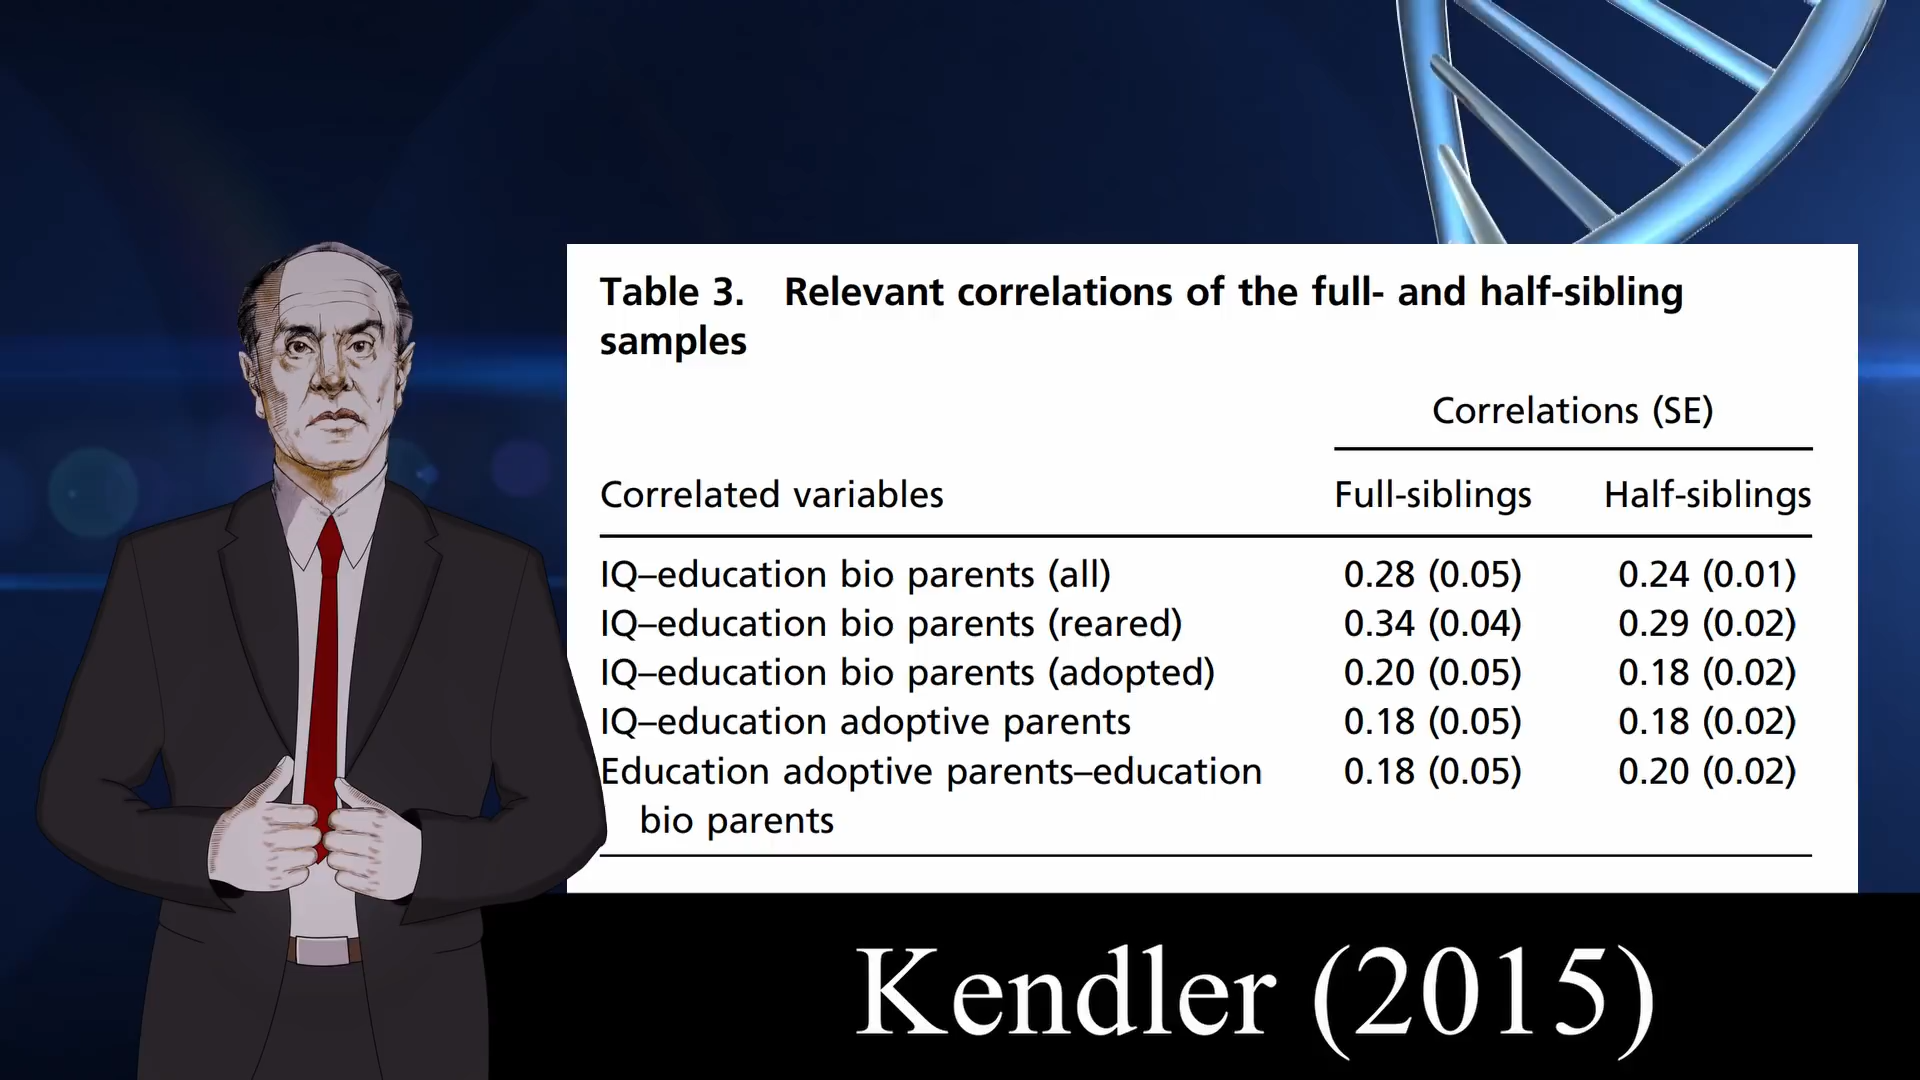 Table 3. Relevant correlations of the full- and half-sibling
samples
Correlations (SE)
Correlated variables Full-siblings Half-siblings
IQ–education bio parents (all) 0.28 (0.05) 0.24 (0.01)
IQ–education bio parents (reared) 0.34 (0.04) 0.29 (0.02)
IQ–education bio parents (adopted) 0.20 (0.05) 0.18 (0.02)
IQ–education adoptive parents 0.18 (0.05) 0.18 (0.02)
Education adoptive parents–education 0.18 (0.05) 0.20 (0.02)
bio parents
Kendler (2015)